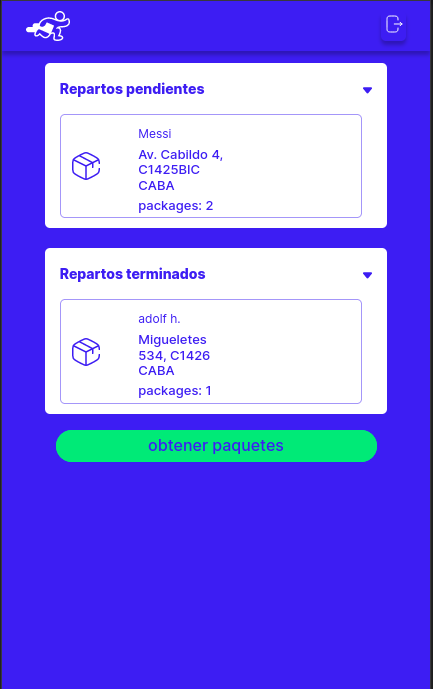 Repartos pendientes
Messi
Av. Cabildo 4,
C1425BIC
CABA
packages: 2
Repartos terminados
adolf h.
Migueletes
534, C1426
CABA
packages: 1
obtener paquetes